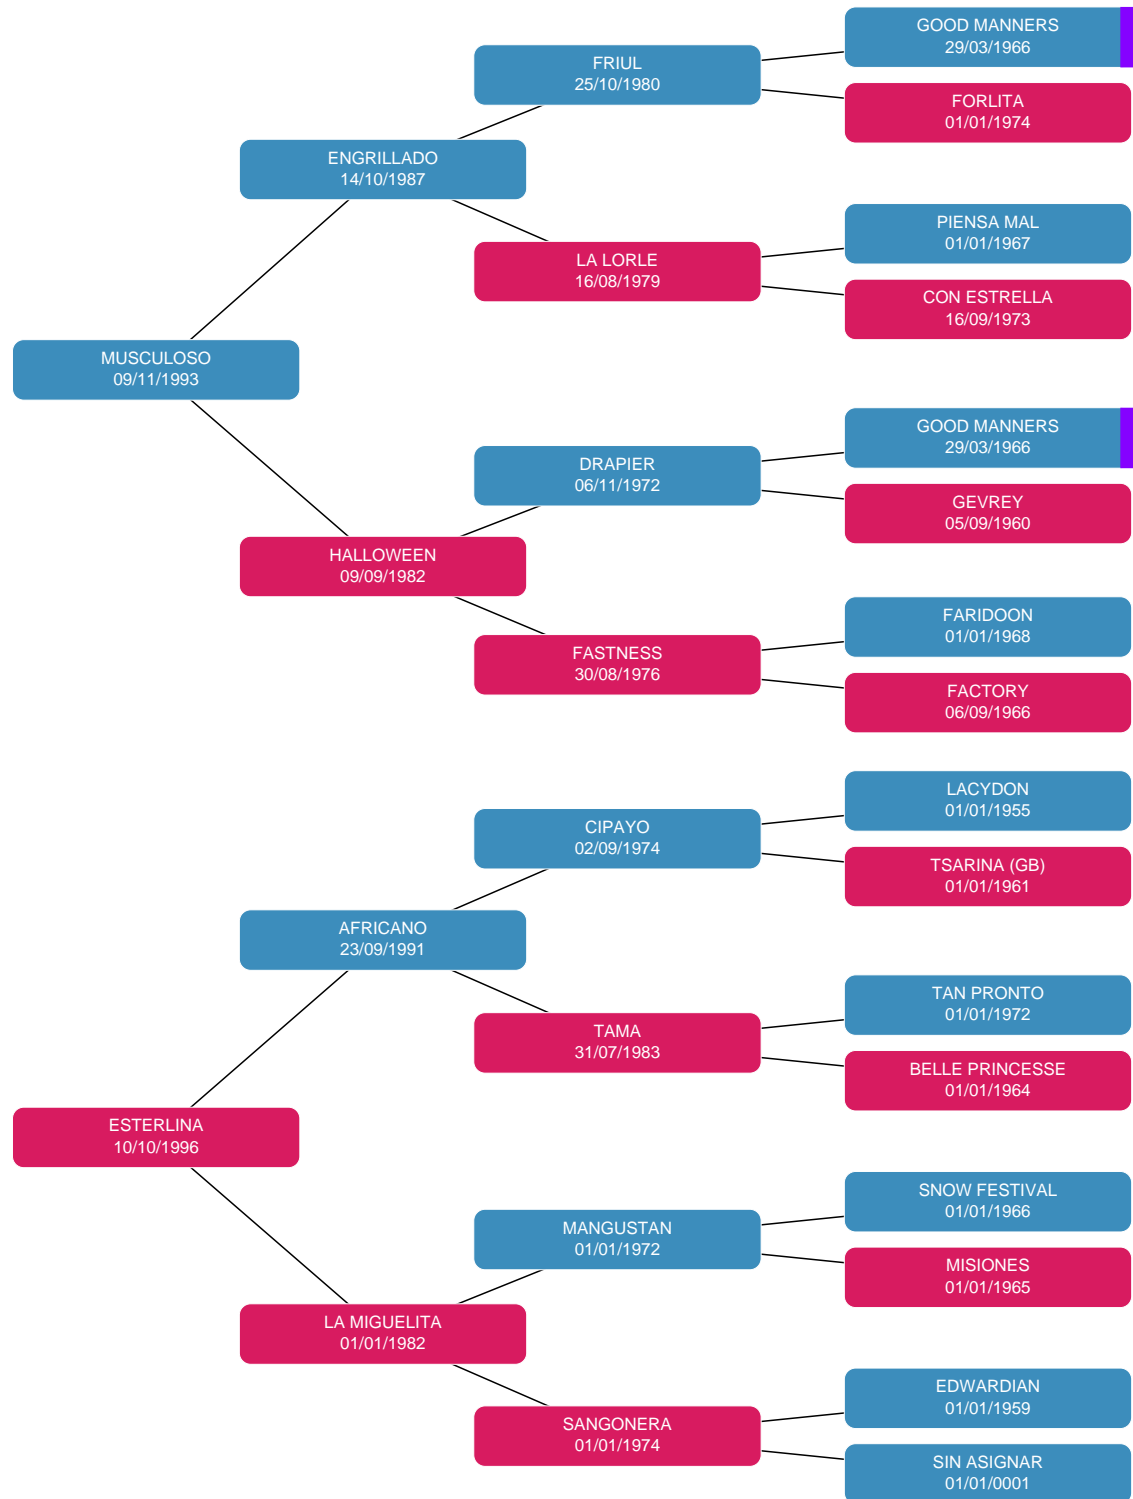 GOOD MANNERS
29/03/1966
FRIUL
25/10/1980
FORLITA
01/01/1974
ENGRILLADO
14/10/1987
PIENSA MAL
01/01/1967
LA LORLE
16/08/1979
CON ESTRELLA
16/09/1973
MUSCULOSO
09/11/1993
GOOD MANNERS
29/03/1966
DRAPIER
06/11/1972
GEVREY
05/09/1960
HALLOWEEN
09/09/1982
FARIDOON
01/01/1968
FASTNESS
30/08/1976
FACTORY
06/09/1966
LACYDON
01/01/1955
CIPAYO
02/09/1974
TSARINA (GB)
01/01/1961
AFRICANO
23/09/1991
TAN PRONTO
01/01/1972
TAMA
31/07/1983
BELLE PRINCESSE
01/01/1964
ESTERLINA
10/10/1996
SNOW FESTIVAL
01/01/1966
MANGUSTAN
01/01/1972
MISIONES
01/01/1965
LA MIGUELITA
01/01/1982
EDWARDIAN
01/01/1959
SANGONERA
01/01/1974
SIN ASIGNAR
01/01/0001